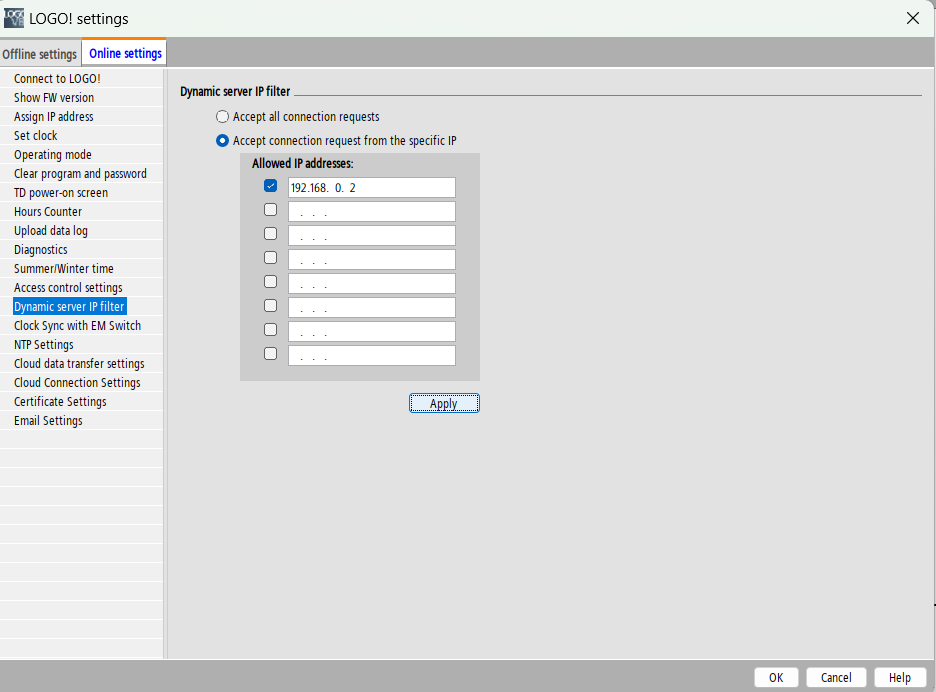 LOGO! settings
Offline settings
Online settings
Connect to LOGO!
Show FW version
Assign IP address
Set clock
Operating mode
Clear program and password
TD power-on screen
Hours Counter
Upload data log
Diagnostics
Summer/Winter time
Access control settings
Dynamic server IP filter
Clock Sync with EM Switch
NTP Settings
Cloud data transfer settings
Cloud Connection Settings
Certificate Settings
Email Settings
Dynamic server IP filter
Accept all connection requests
Accept connection request from the specific IP
Allowed IP addresses:
192.168. 0. 2
. . .
. . .
. . .
. . .
. . .
. . .
. . .
Apply
OK
Cancel
Help